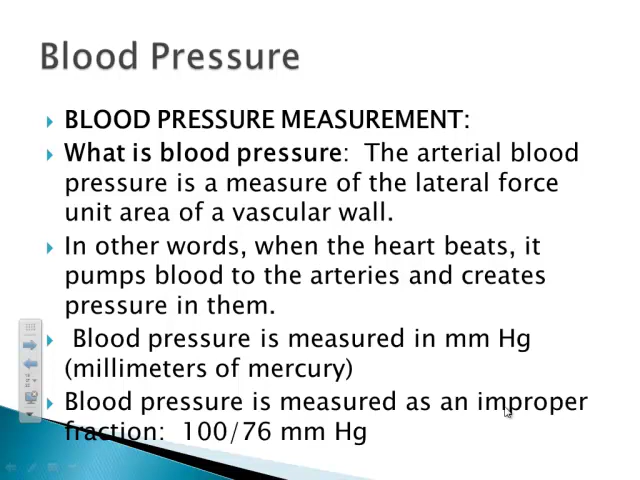 Blood Pressure
BLOOD PRESSURE MEASUREMENT:
What is blood pressure: The arterial blood
pressure is a measure of the lateral force
unit area of a vascular wall.
In other words, when the heart beats, it
pumps blood to the arteries and creates
pressure in them.
Blood pressure is measured in mm Hg
(millimeters of mercury)
Blood pressure is measured as an improper
fraction: 100/76 mm Hg